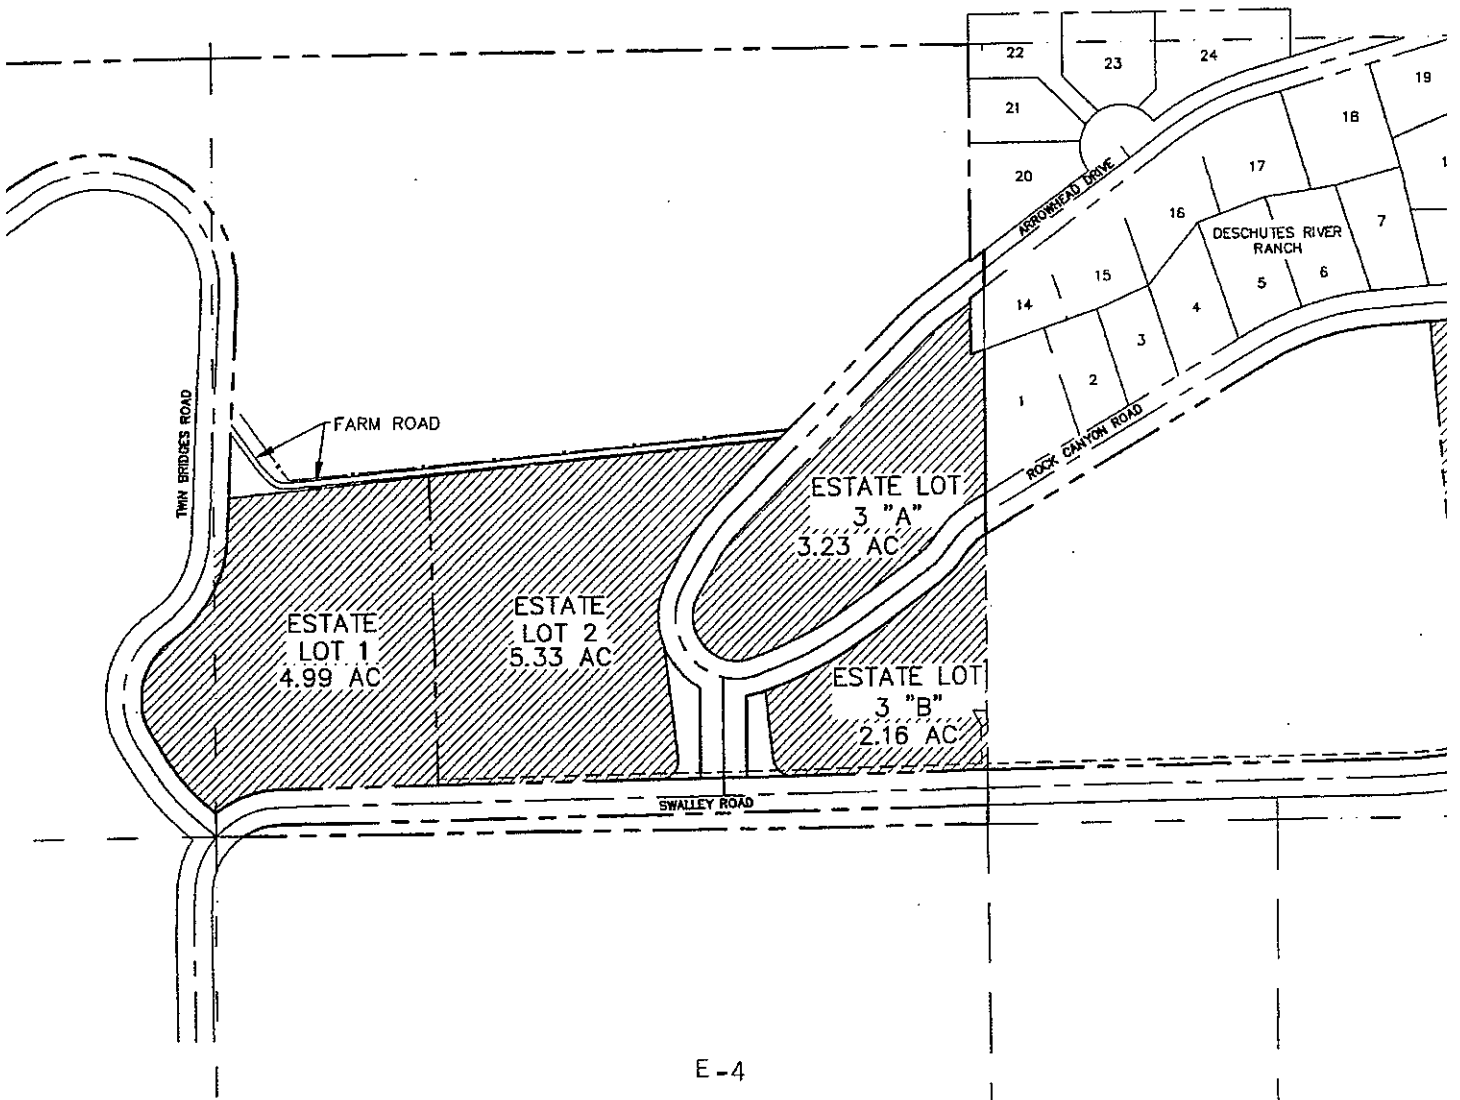 22
23
24
19
21
18
17
20
ARROWHEAD DRIVE
16
DESCHUTES RIVER
RANCH
7
15
14
5
6
4
3
2
1
ROCK CANYON ROAD
TWIN BRIDGES ROAD
FARM ROAD
ESTATE LOT
3 "A"
3.23 AC
ESTATE
LOT 1
4.99 AC
ESTATE
LOT 2
5.33 AC
ESTATE LOT
3 "B"
2.16 AC
SWALLEY ROAD
E-4